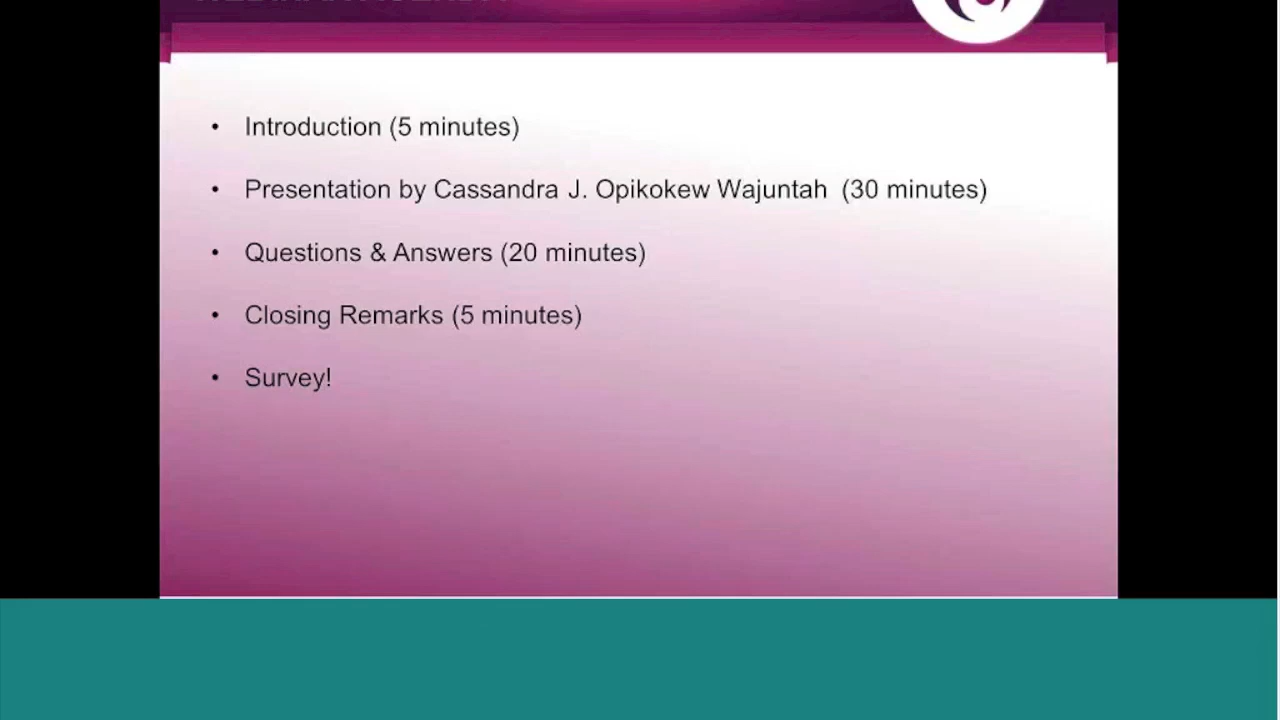 • Introduction (5 minutes)
• Presentation by Cassandra J. Opikokew Wajuntah (30 minutes)
• Questions & Answers (20 minutes)
• Closing Remarks (5 minutes)
• Survey!